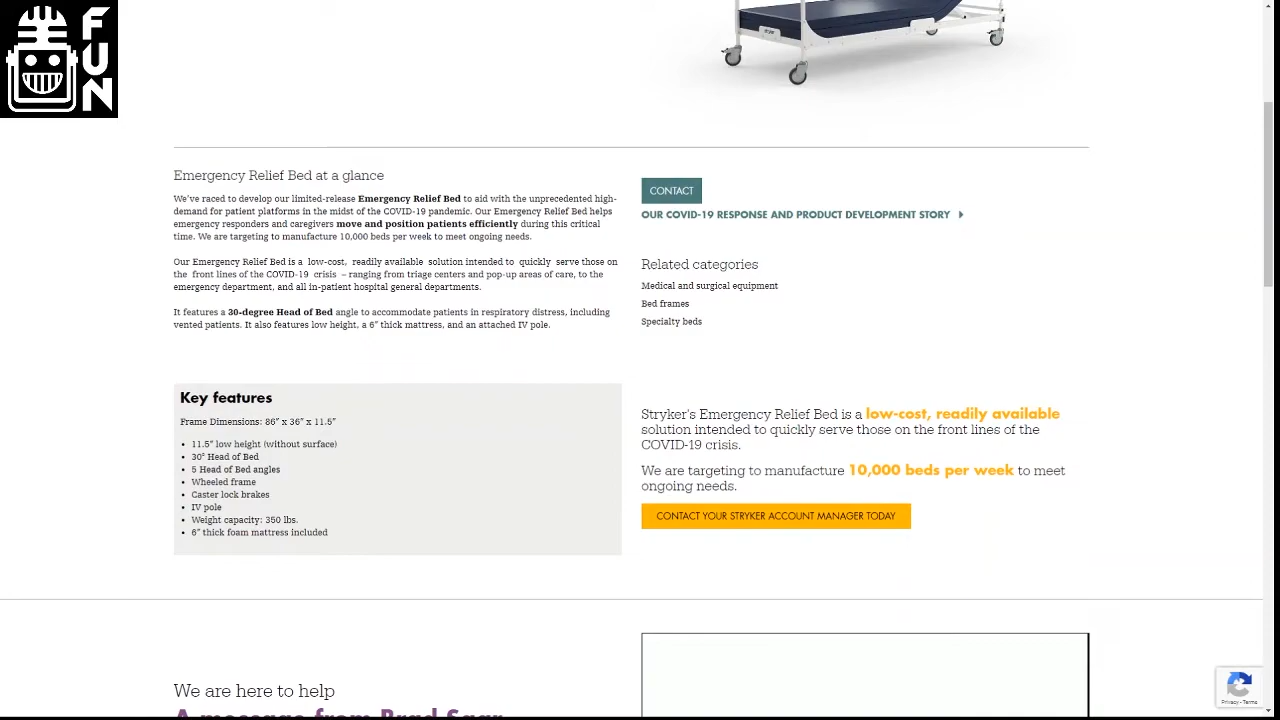 FUN
Emergency Relief Bed at a glance
We've raced to develop our limited-release Emergency Relief Bed to aid with the unprecedented high-
demand for patient platforms in the midst of the COVID-19 pandemic. Our Emergency Relief Bed helps
emergency responders and caregivers move and position patients efficiently during this critical
time. We are targeting to manufacture 10,000 beds per week to meet ongoing needs.
Our Emergency Relief Bed is a low-cost, readily available solution intended to quickly serve those on
the front lines of the COVID-19 crisis – ranging from triage centers and pop-up areas of care, to the
emergency department, and all in-patient hospital general departments.
It features a 30-degree Head of Bed angle to accommodate patients in respiratory distress, including
vented patients. It also features low height, a 6" thick mattress, and an attached IV pole.
CONTACT
OUR COVID-19 RESPONSE AND PRODUCT DEVELOPMENT STORY
Related categories
Medical and surgical equipment
Bed frames
Specialty beds
Key features
Frame Dimensions: 86" x 36" x 11.5"
• 11.5" low height (without surface)
• 30° Head of Bed
• 5 Head of Bed angles
• Wheeled frame
• Caster lock brakes
• IV pole
• Weight capacity: 350 lbs.
• 6" thick foam mattress included
Stryker's Emergency Relief Bed is a low-cost, readily available
solution intended to quickly serve those on the front lines of the
COVID-19 crisis.
We are targeting to manufacture 10,000 beds per week to meet
ongoing needs.
CONTACT YOUR STRYKER ACCOUNT MANAGER TODAY
We are here to help
A message from Brad Saar
Privacy - Terms